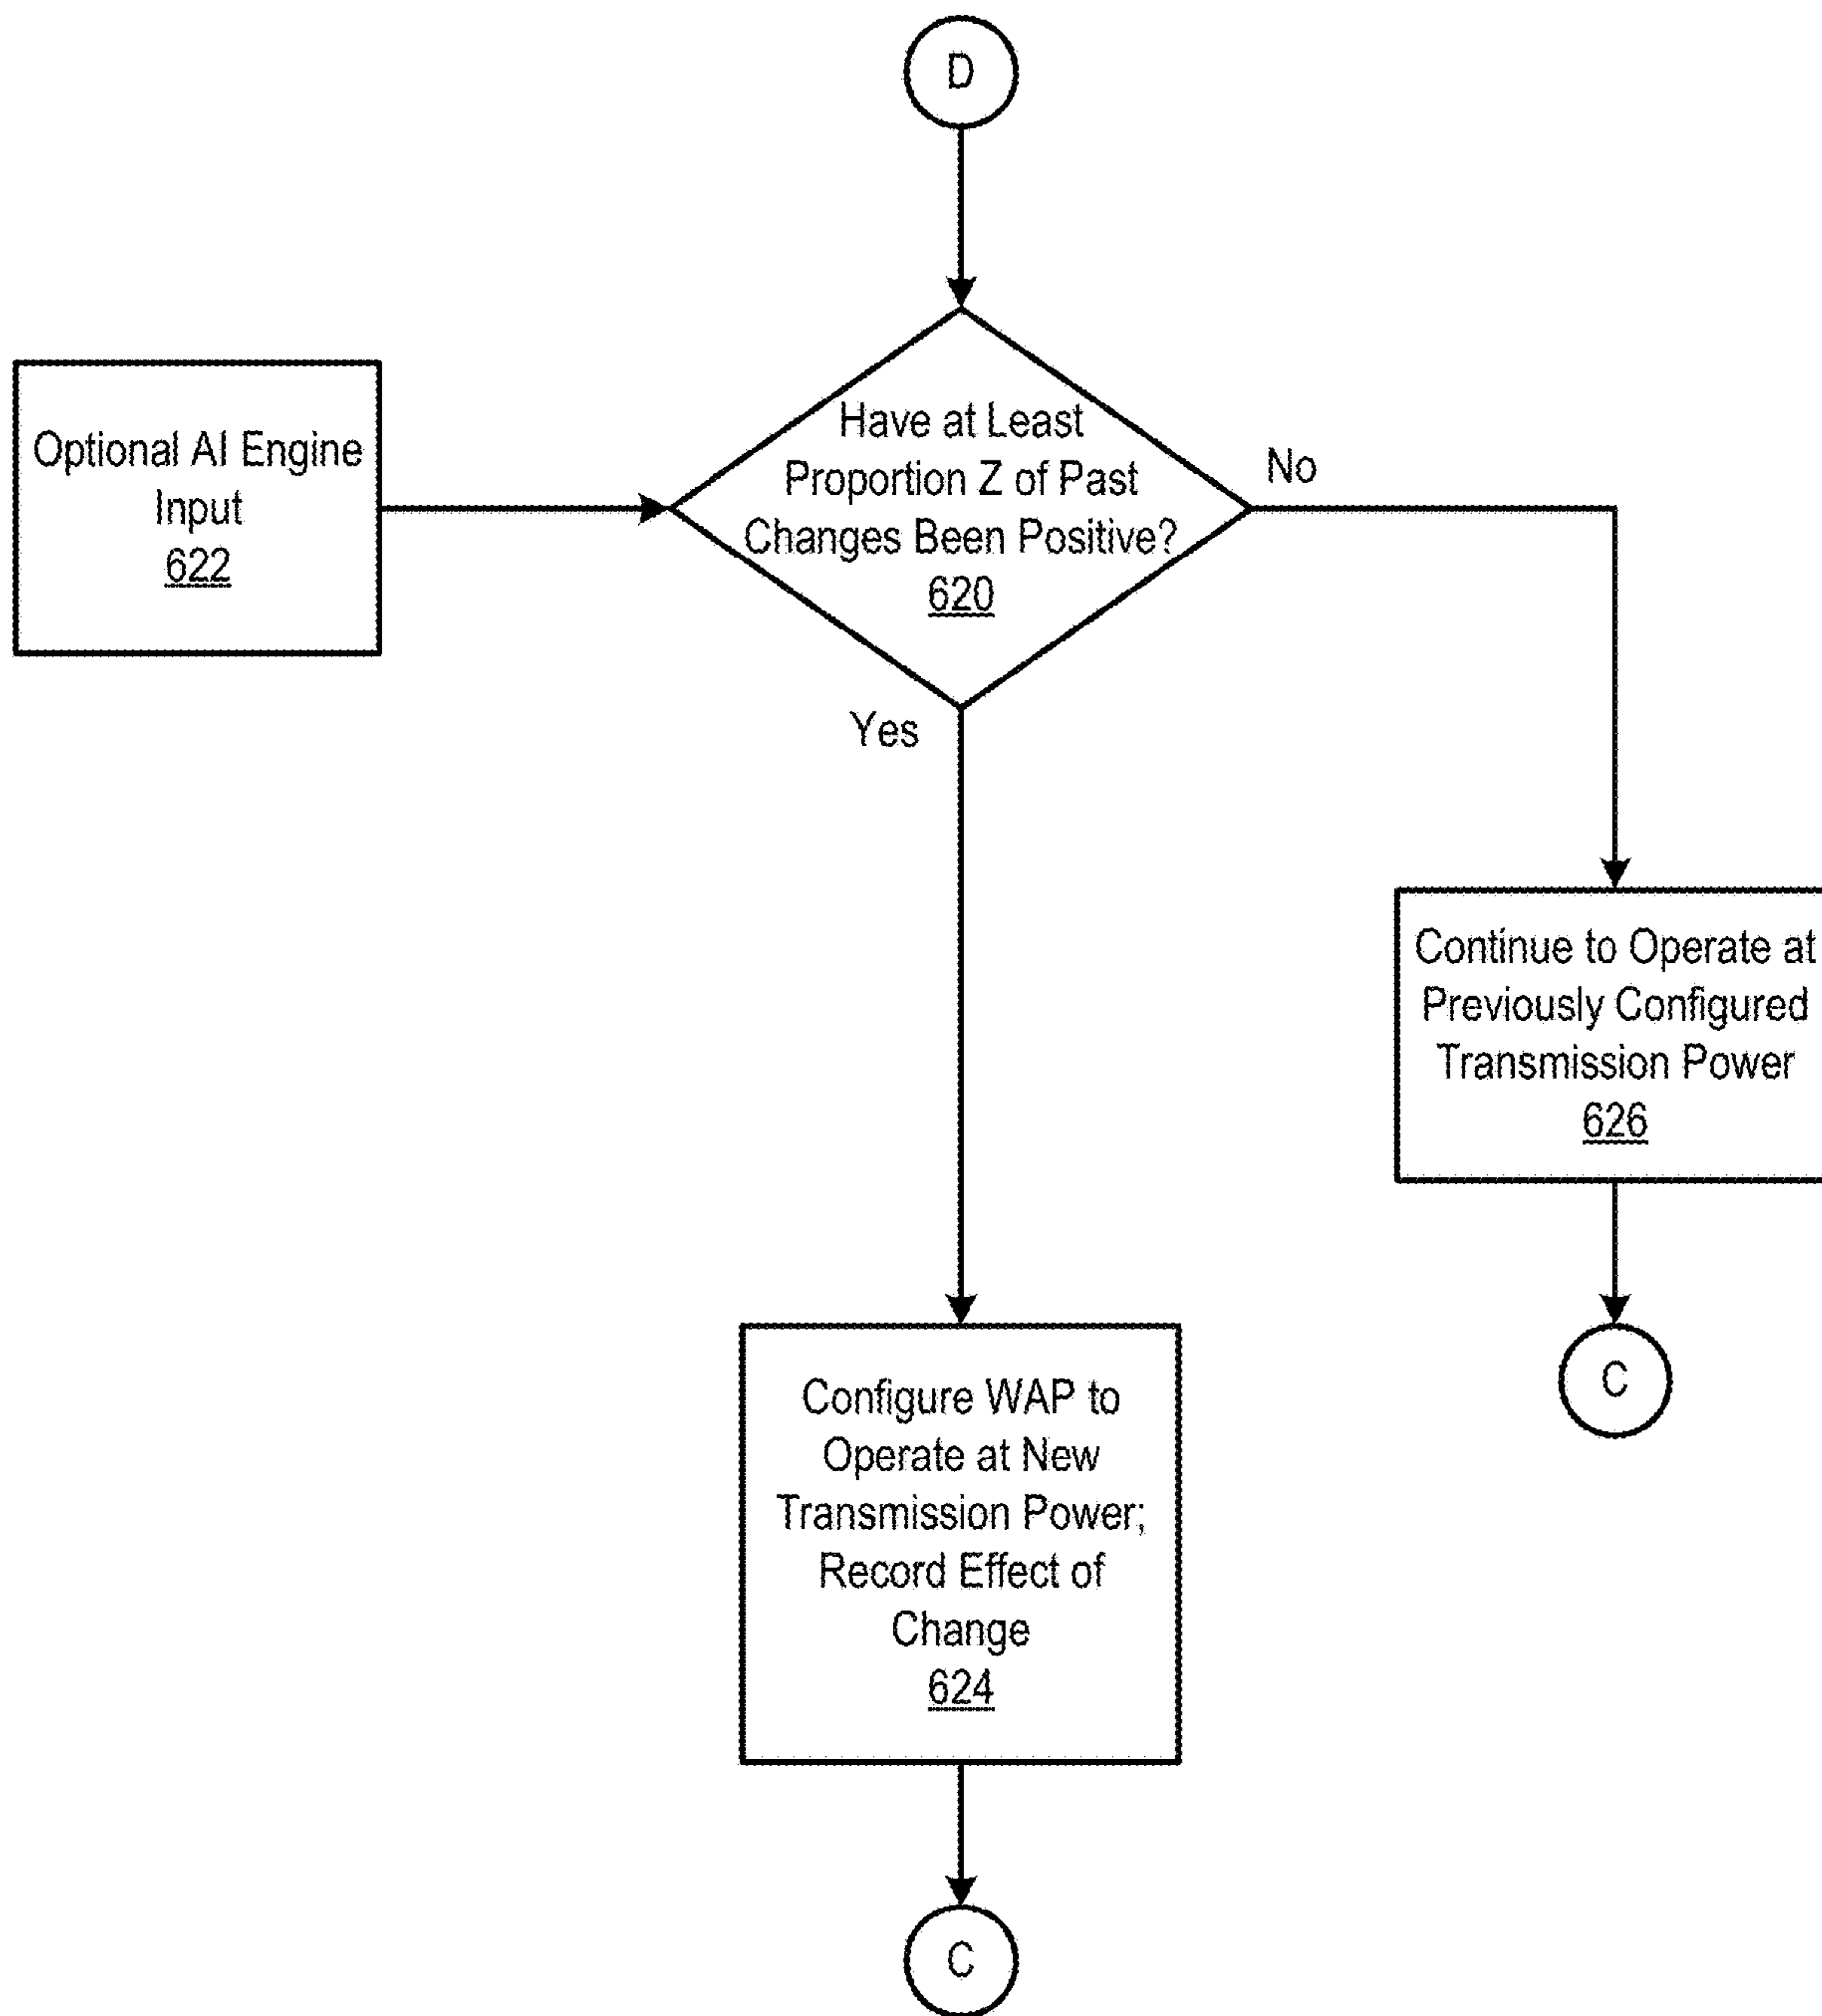 D
Have at Least
Proportion Z of Past
Changes Been Positive?
620
Optional AI Engine
Input
622
No
Yes
Continue to Operate at
Previously Configured
Transmission Power
626
C
Configure WAP to
Operate at New
Transmission Power;
Record Effect of
Change
624
C